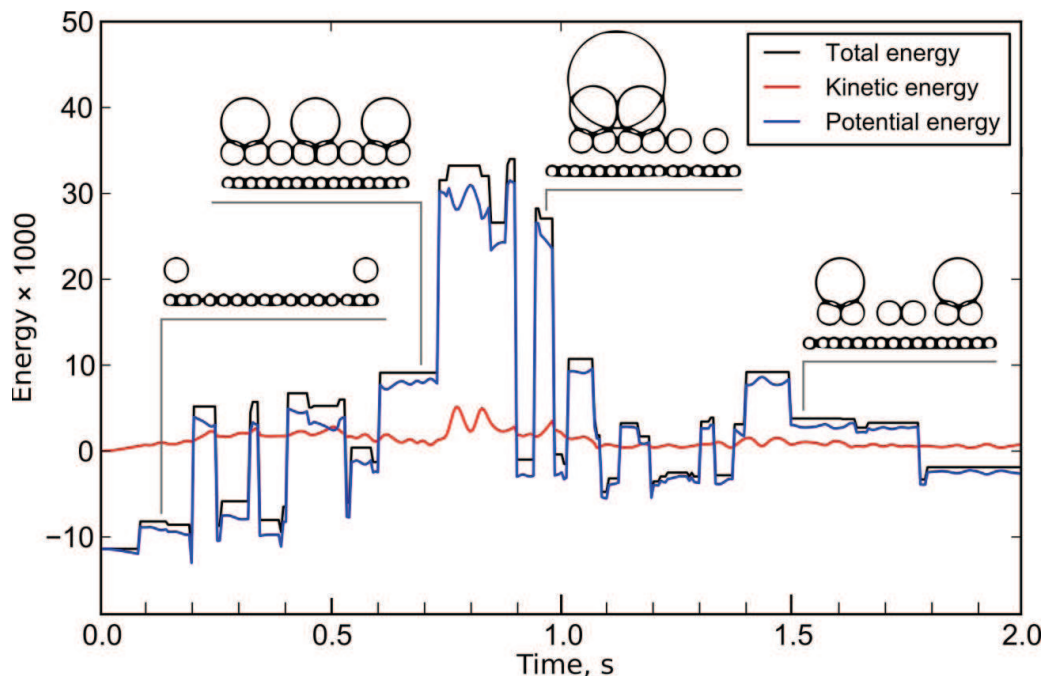 50
40
30
20
10
0
−10
Energy × 1000
Total energy
Kinetic energy
Potential energy
0.0 0.5 1.0 1.5 2.0
Time, s